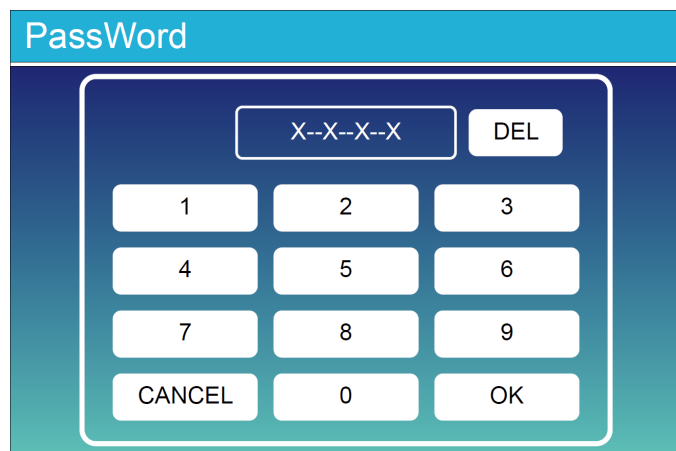 PassWord
X--X--X--X DEL
1 2 3
4 5 6
7 8 9
CANCEL 0 OK